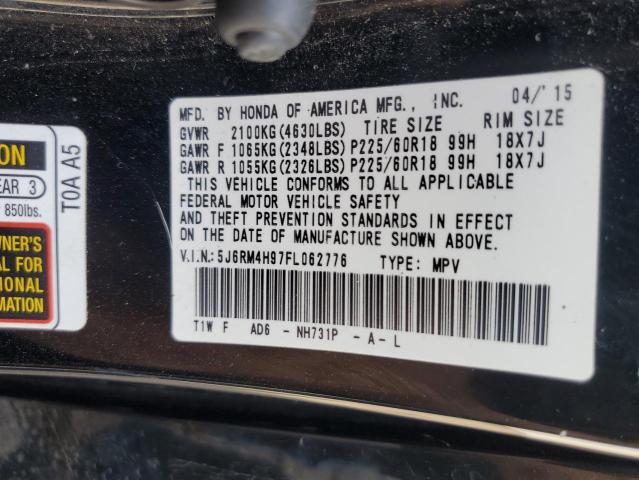 ON
EAR 3
850lbs.
T0A A5
WNER'S
AL FOR
IONAL
MATION
MFD. BY HONDA OF AMERICA MFG., INC. 04/'15
GVWR 2100KG(4630LBS) TIRE SIZE RIM SIZE
GAWR F 1065KG(2348LBS) P225/60R18 99H 18X7J
GAWR R 1055KG(2326LBS) P225/60R18 99H 18X7J
THIS VEHICLE CONFORMS TO ALL APPLICABLE
FEDERAL MOTOR VEHICLE SAFETY
AND THEFT PREVENTION STANDARDS IN EFFECT
ON THE DATE OF MANUFACTURE SHOWN ABOVE.
V.I.N.: 5J6RM4H97FL062776 TYPE: MPV
T1W F AD6 - NH731P - A - L